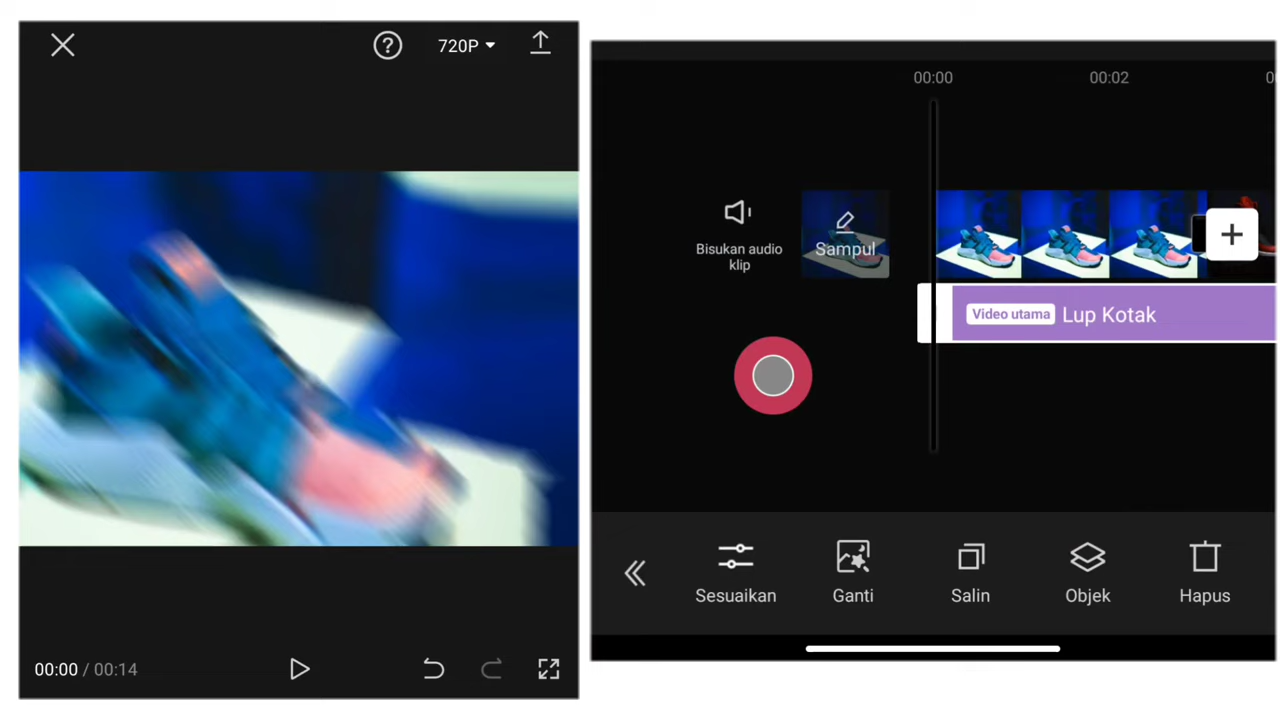 720P
00:00 / 00:14
00:00
00:02
Bisukan audio
klip
Sampul
Video utama
Lup Kotak
Sesuaikan
Ganti
Salin
Objek
Hapus